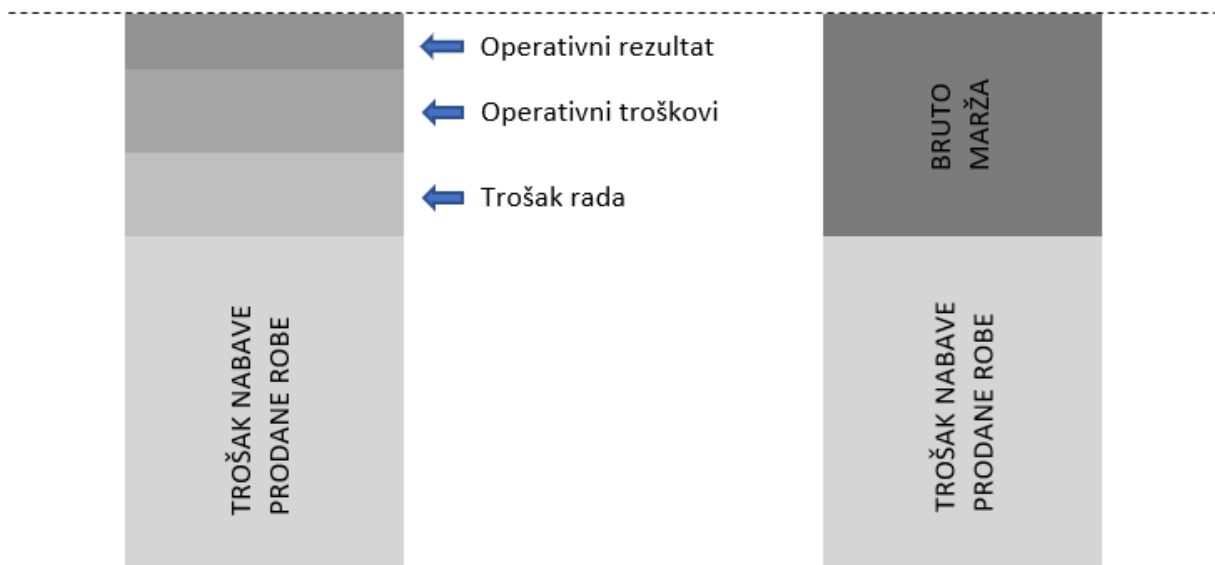 Operativni rezultat
Operativni troškovi
Trošak rada
TROŠAK NABAVE
PRODANE ROBE
BRUTO
MARŽA
TROŠAK NABAVE
PRODANE ROBE